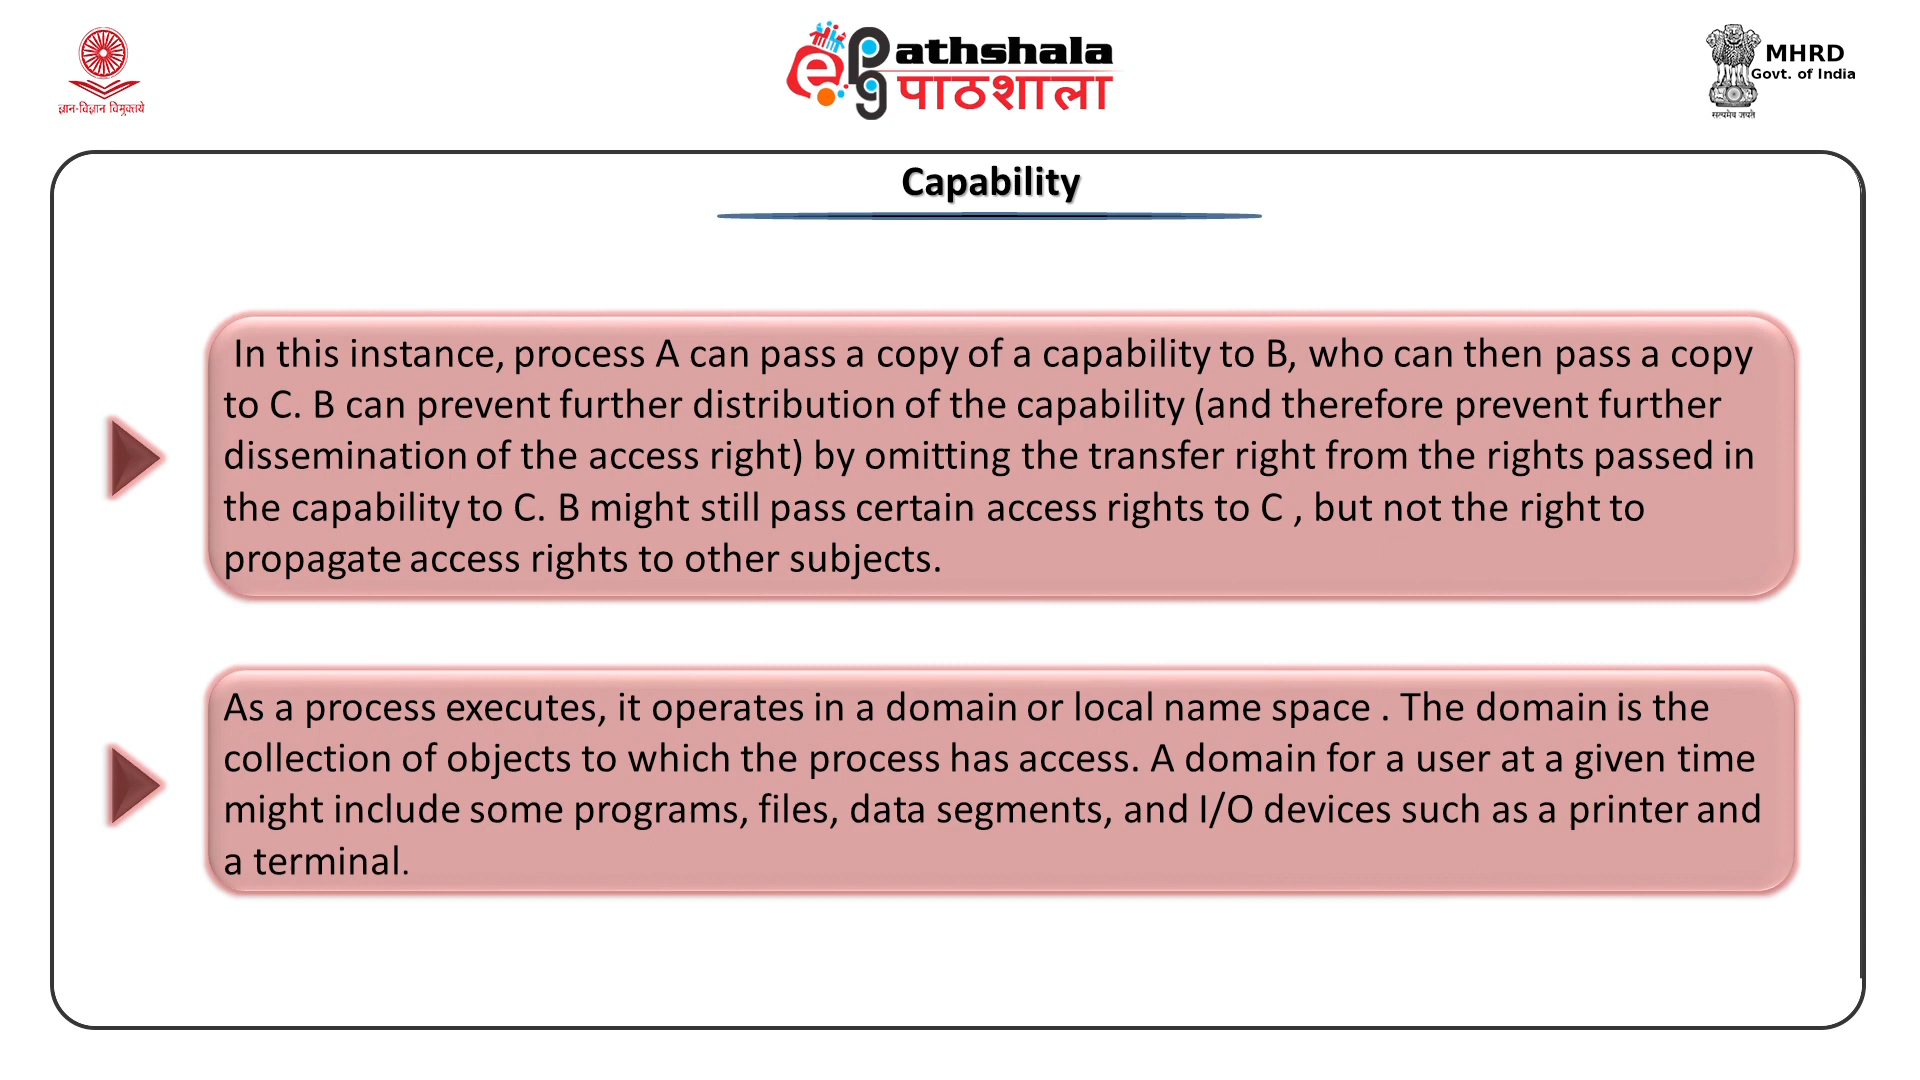 ज्ञान-विज्ञान विमुक्तये
ePathshala
पाठशाला
MHRD
Govt. of India
सत्यमेव जयते
Capability
In this instance, process A can pass a copy of a capability to B, who can then pass a copy
to C. B can prevent further distribution of the capability (and therefore prevent further
dissemination of the access right) by omitting the transfer right from the rights passed in
the capability to C. B might still pass certain access rights to C , but not the right to
propagate access rights to other subjects.
As a process executes, it operates in a domain or local name space . The domain is the
collection of objects to which the process has access. A domain for a user at a given time
might include some programs, files, data segments, and I/O devices such as a printer and
a terminal.